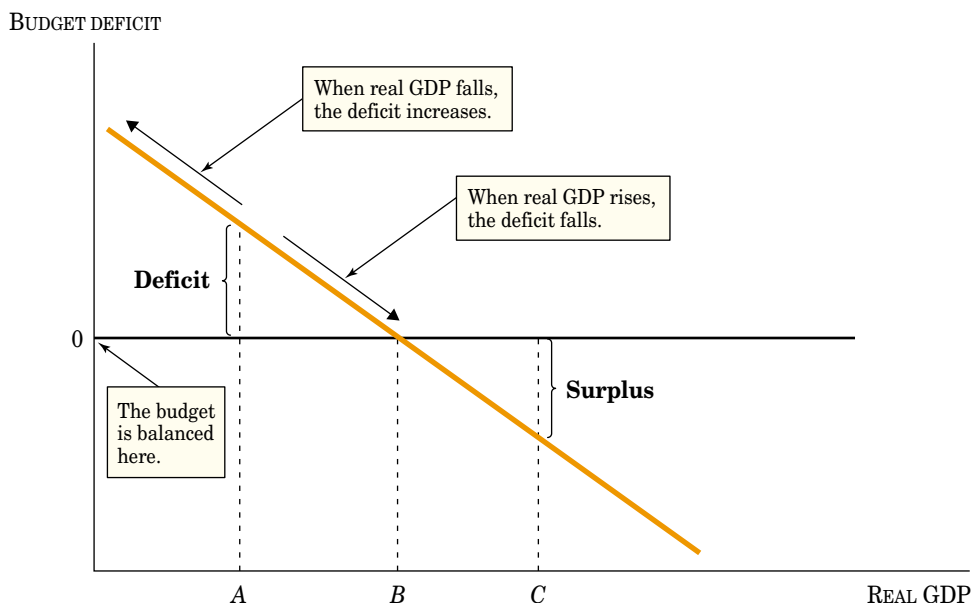 BUDGET DEFICIT
When real GDP falls,
the deficit increases.
When real GDP rises,
the deficit falls.
Deficit
0
Surplus
The budget
is balanced
here.
A
B
C
REAL GDP